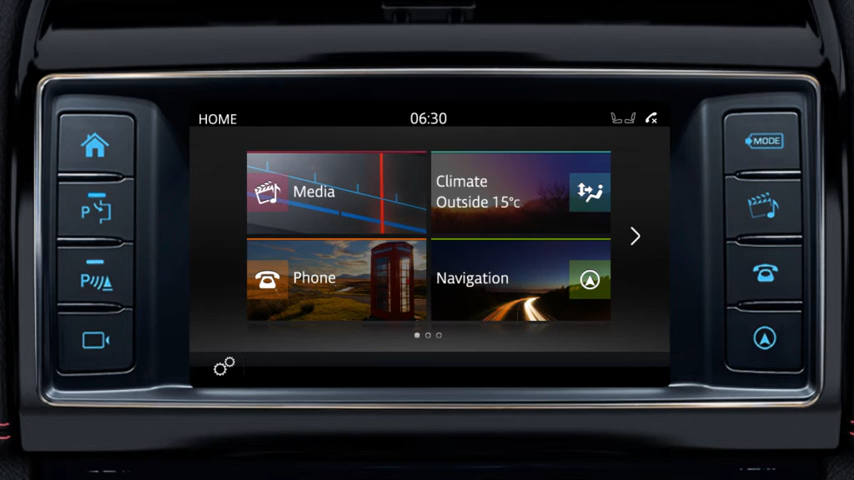 HOME
06:30
Media
Climate
Outside 15°c
Phone
Navigation
MODE
P
P